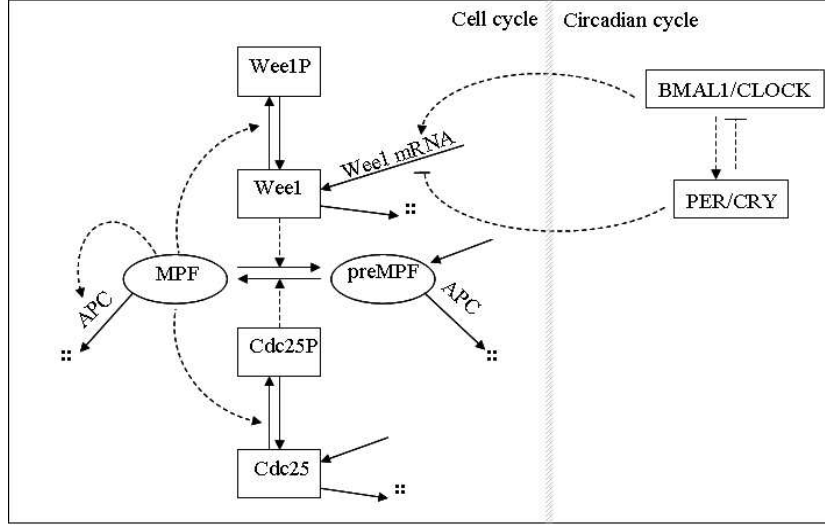 Cell cycle
Circadian cycle
Wee1P
BMAL1/CLOCK
Wee1 mRNA
Wee1
PER/CRY
MPF
preMPF
APC
APC
Cdc25P
Cdc25